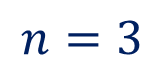 n = 3